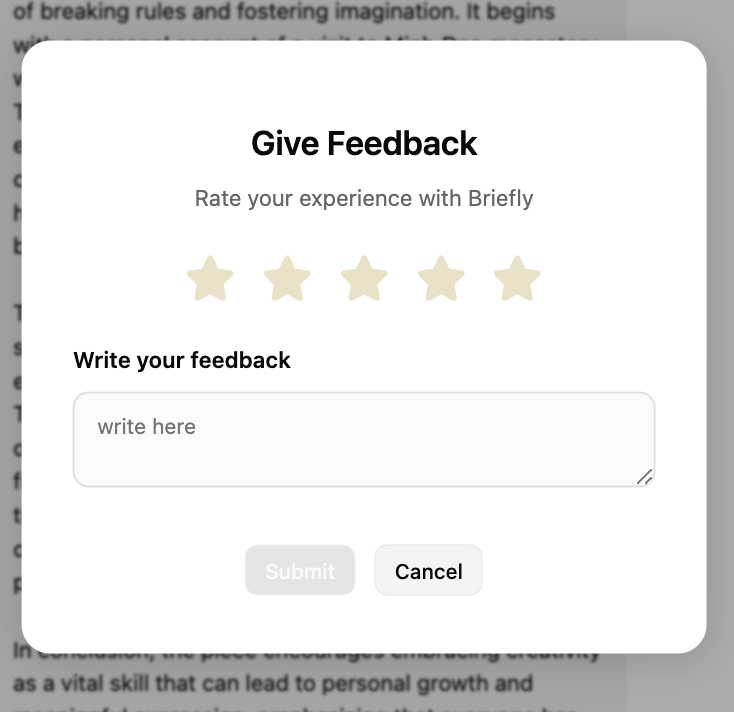 of breaking rules and fostering imagination. It begins
Give Feedback
Rate your experience with Briefly
Write your feedback
write here
Submit
Cancel
In conclusion, the piece encourages embracing creativity
as a vital skill that can lead to personal growth and